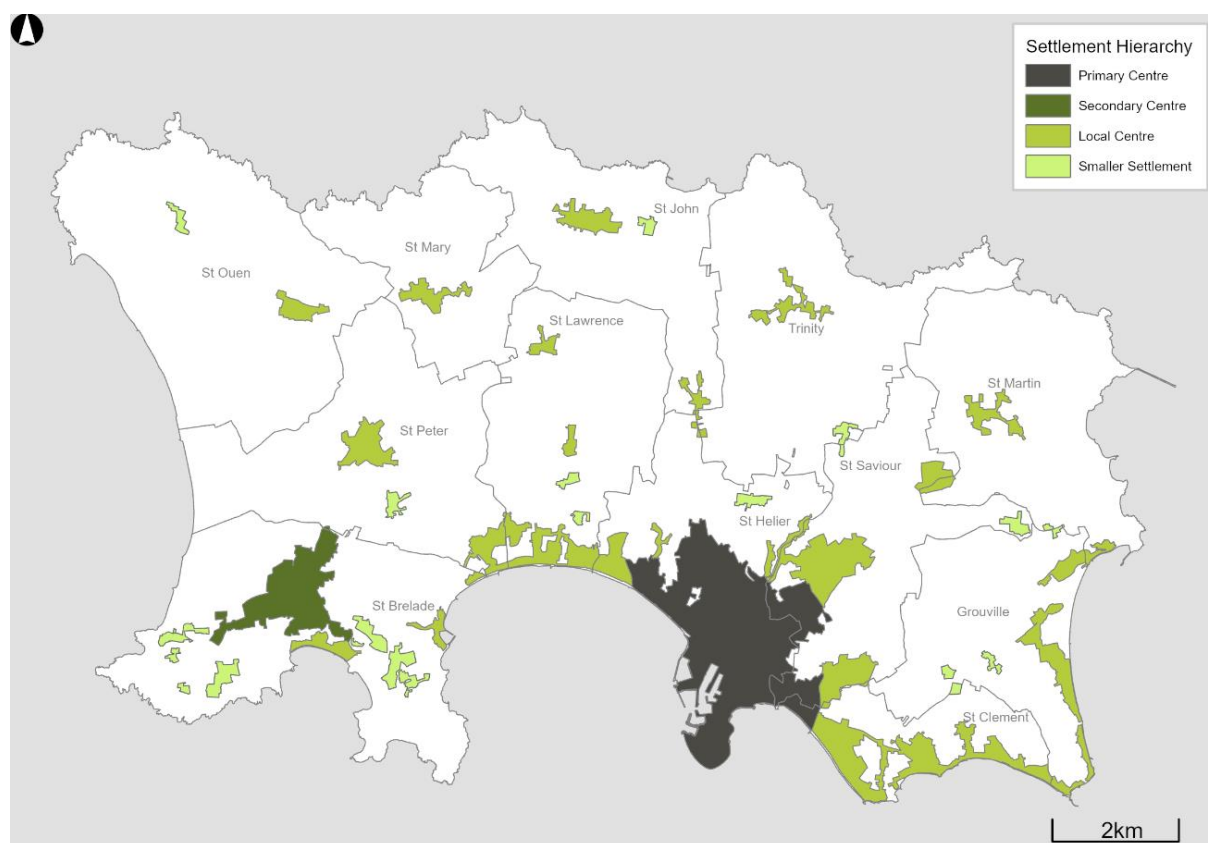 Settlement Hierarchy
Primary Centre
Secondary Centre
Local Centre
Smaller Settlement
St John
St Mary
St Ouen
St Lawrence
Trinity
St Martin
St Peter
St Saviour
St Helier
St Brelade
Grouville
St Clement
2km